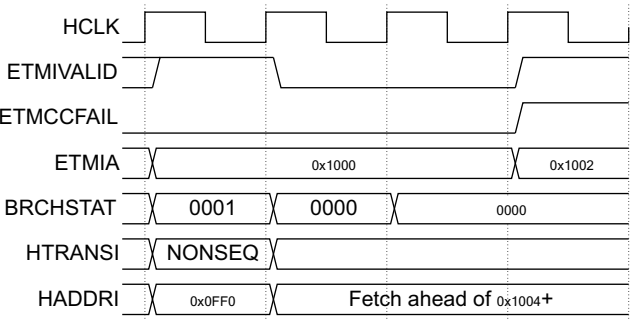 HCLK
ETMIVALID
ETMCCFAIL
ETMIA 0x1000 0x1002
BRCHSTAT 0001 0000 0000
HTRANSI NONSEQ
HADDRI 0x0FF0 Fetch ahead of 0x1004+